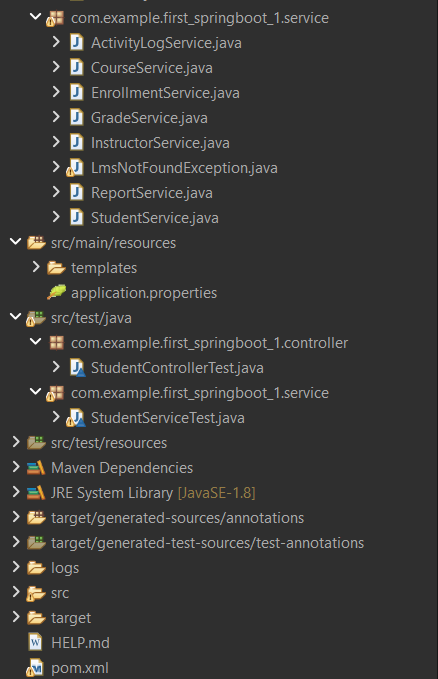 com.example.first_springboot_1.service
ActivityLogService.java
CourseService.java
EnrollmentService.java
GradeService.java
InstructorService.java
LmsNotFoundException.java
ReportService.java
StudentService.java
src/main/resources
templates
application.properties
src/test/java
com.example.first_springboot_1.controller
StudentControllerTest.java
com.example.first_springboot_1.service
StudentServiceTest.java
src/test/resources
Maven Dependencies
JRE System Library [JavaSE-1.8]
target/generated-sources/annotations
target/generated-test-sources/test-annotations
logs
src
target
HELP.md
pom.xml